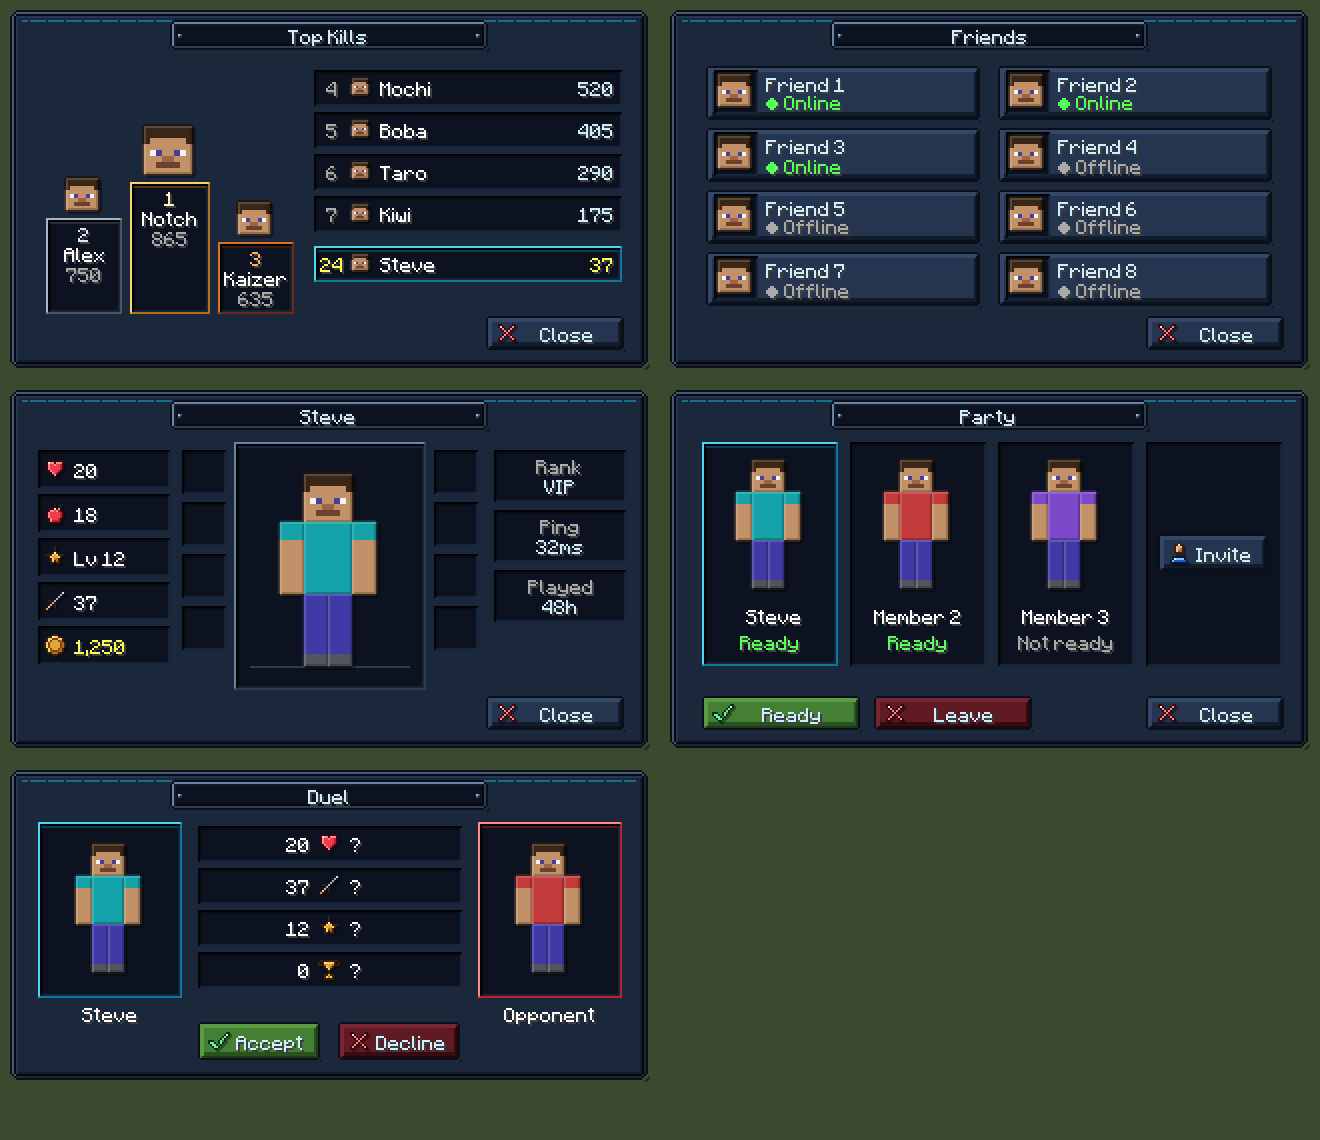 Top Kills
1
Notch
865
2
Alex
750
3
Kaizer
635
4 Mochi 520
5 Boba 405
6 Taro 290
7 Kiwi 175
24 Steve 37
Close
Friends
Friend 1
Online
Friend 2
Online
Friend 3
Online
Friend 4
Offline
Friend 5
Offline
Friend 6
Offline
Friend 7
Offline
Friend 8
Offline
Close
Steve
20
18
Lv 12
37
1,250
Rank
VIP
Ping
32ms
Played
48h
Close
Party
Steve
Ready
Member 2
Ready
Member 3
Not ready
Invite
Ready
Leave
Close
Duel
20 ?
37 ?
12 ?
0 ?
Steve
Opponent
Accept
Decline